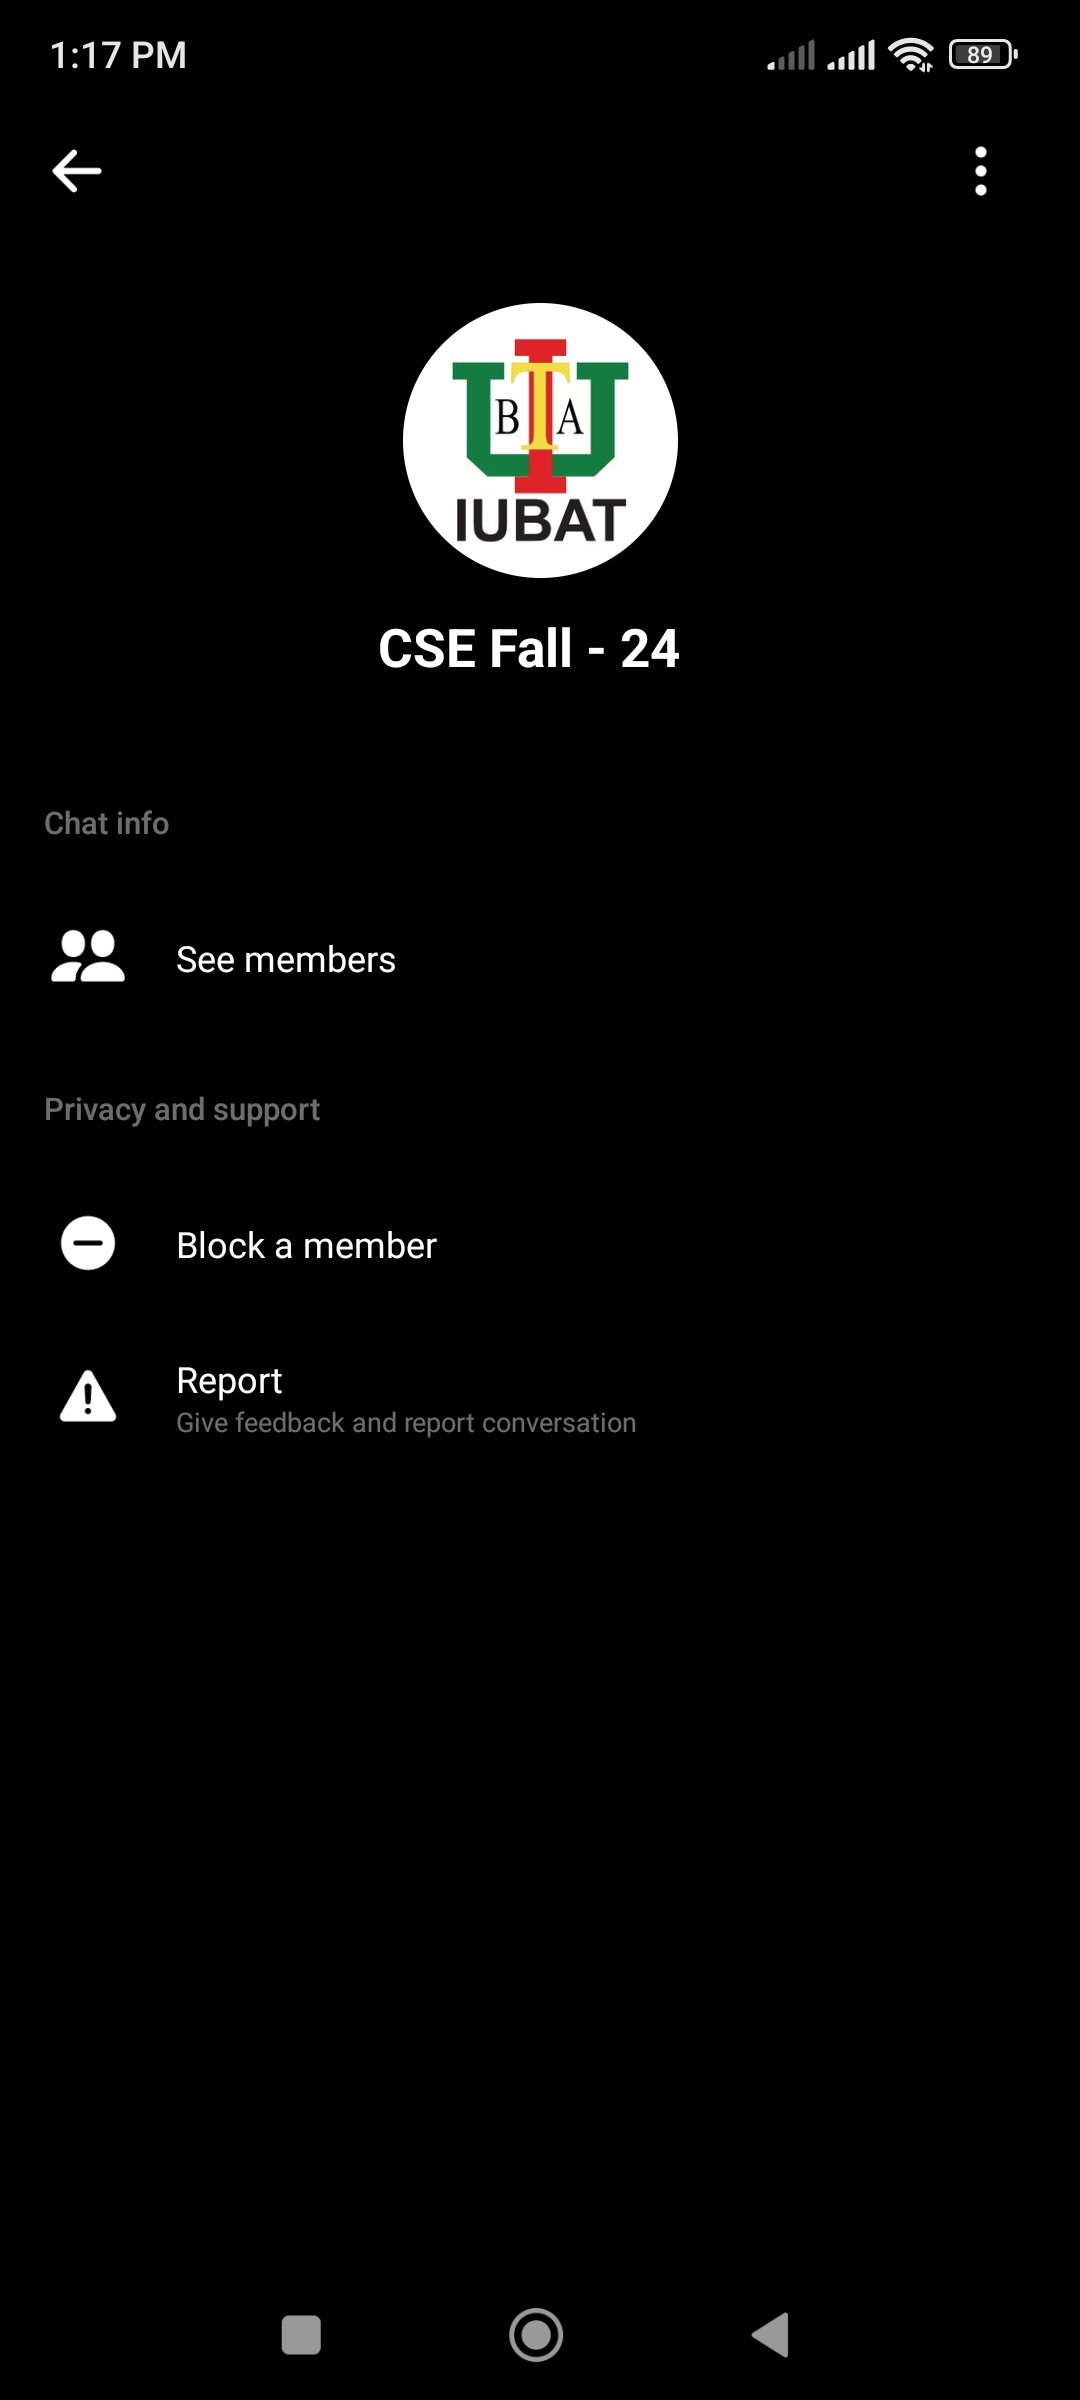 1:17 PM
89
B T A
IUBAT
CSE Fall - 24
Chat info
See members
Privacy and support
Block a member
Report
Give feedback and report conversation